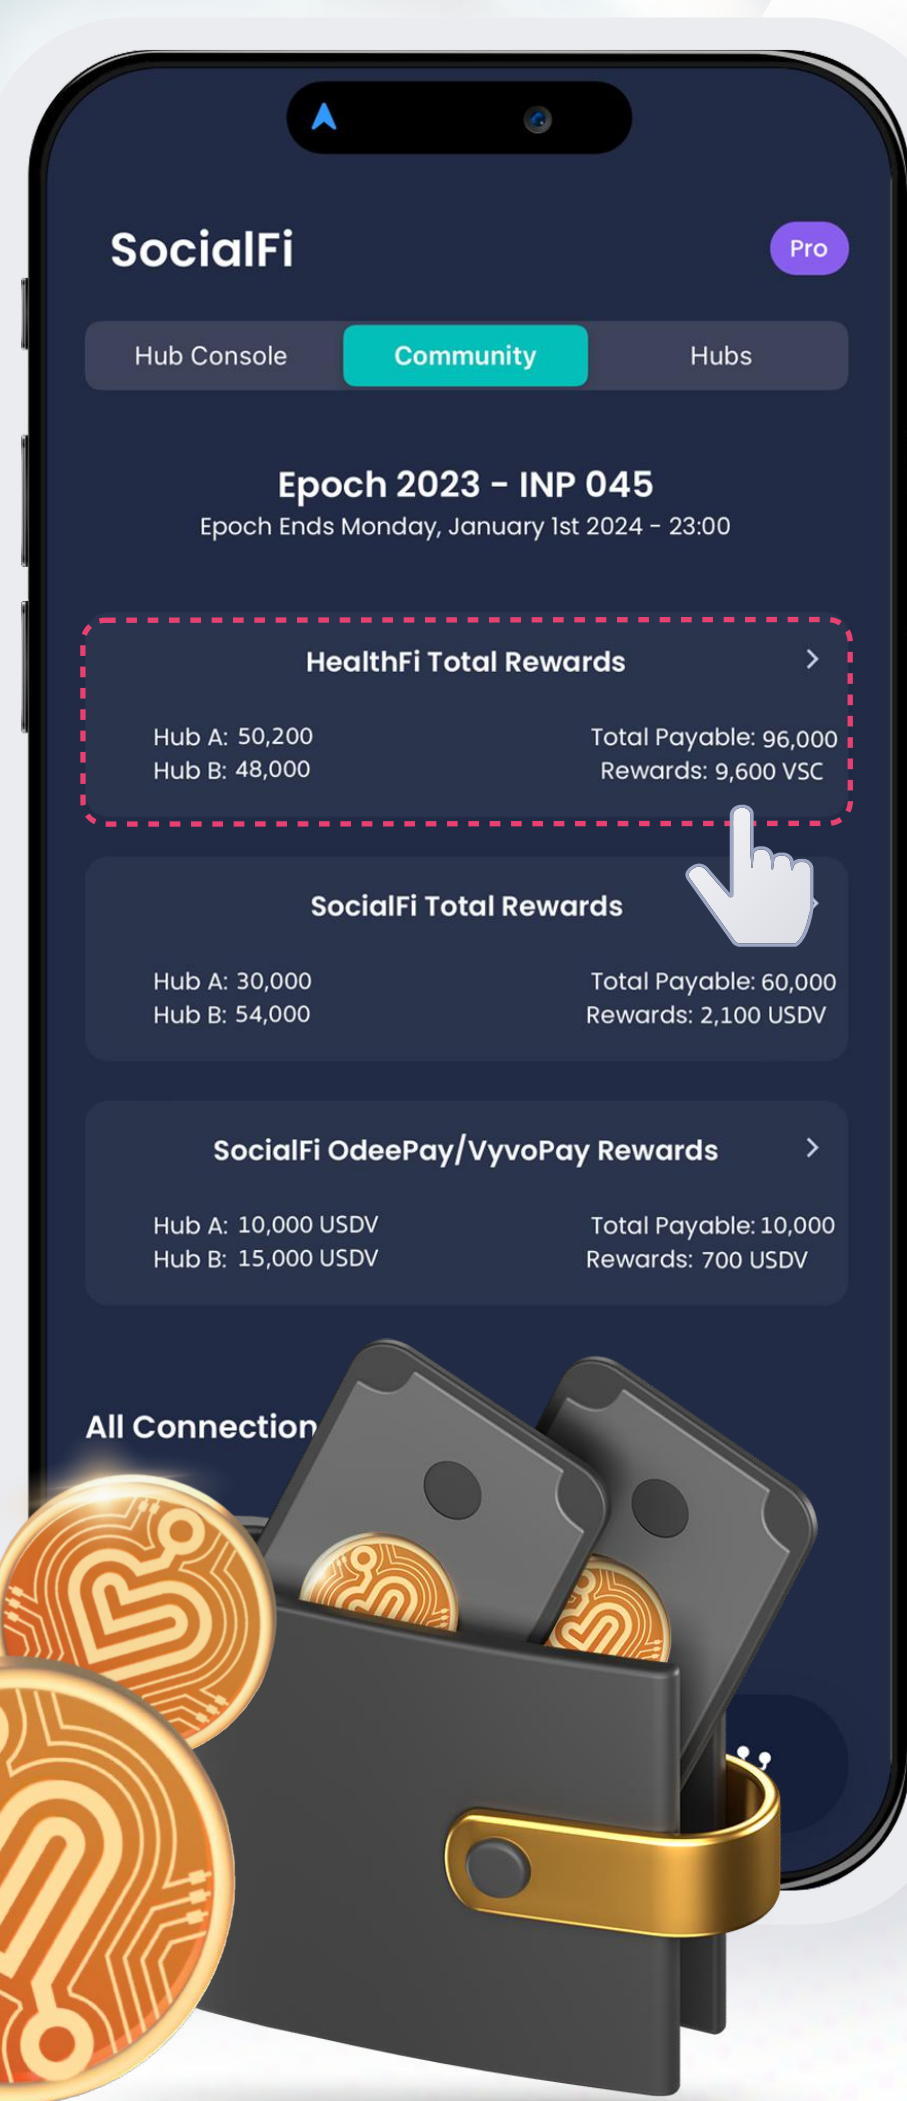 SocialFi
Pro
Hub Console
Community
Hubs
Epoch 2023 - INP 045
Epoch Ends Monday, January 1st 2024 - 23:00
HealthFi Total Rewards
Hub A: 50,200
Total Payable: 96,000
Hub B: 48,000
Rewards: 9,600 VSC
SocialFi Total Rewards
Hub A: 30,000
Total Payable: 60,000
Hub B: 54,000
Rewards: 2,100 USDV
SocialFi OdeePay/VyvoPay Rewards
Hub A: 10,000 USDV
Total Payable: 10,000
Hub B: 15,000 USDV
Rewards: 700 USDV
All Connection